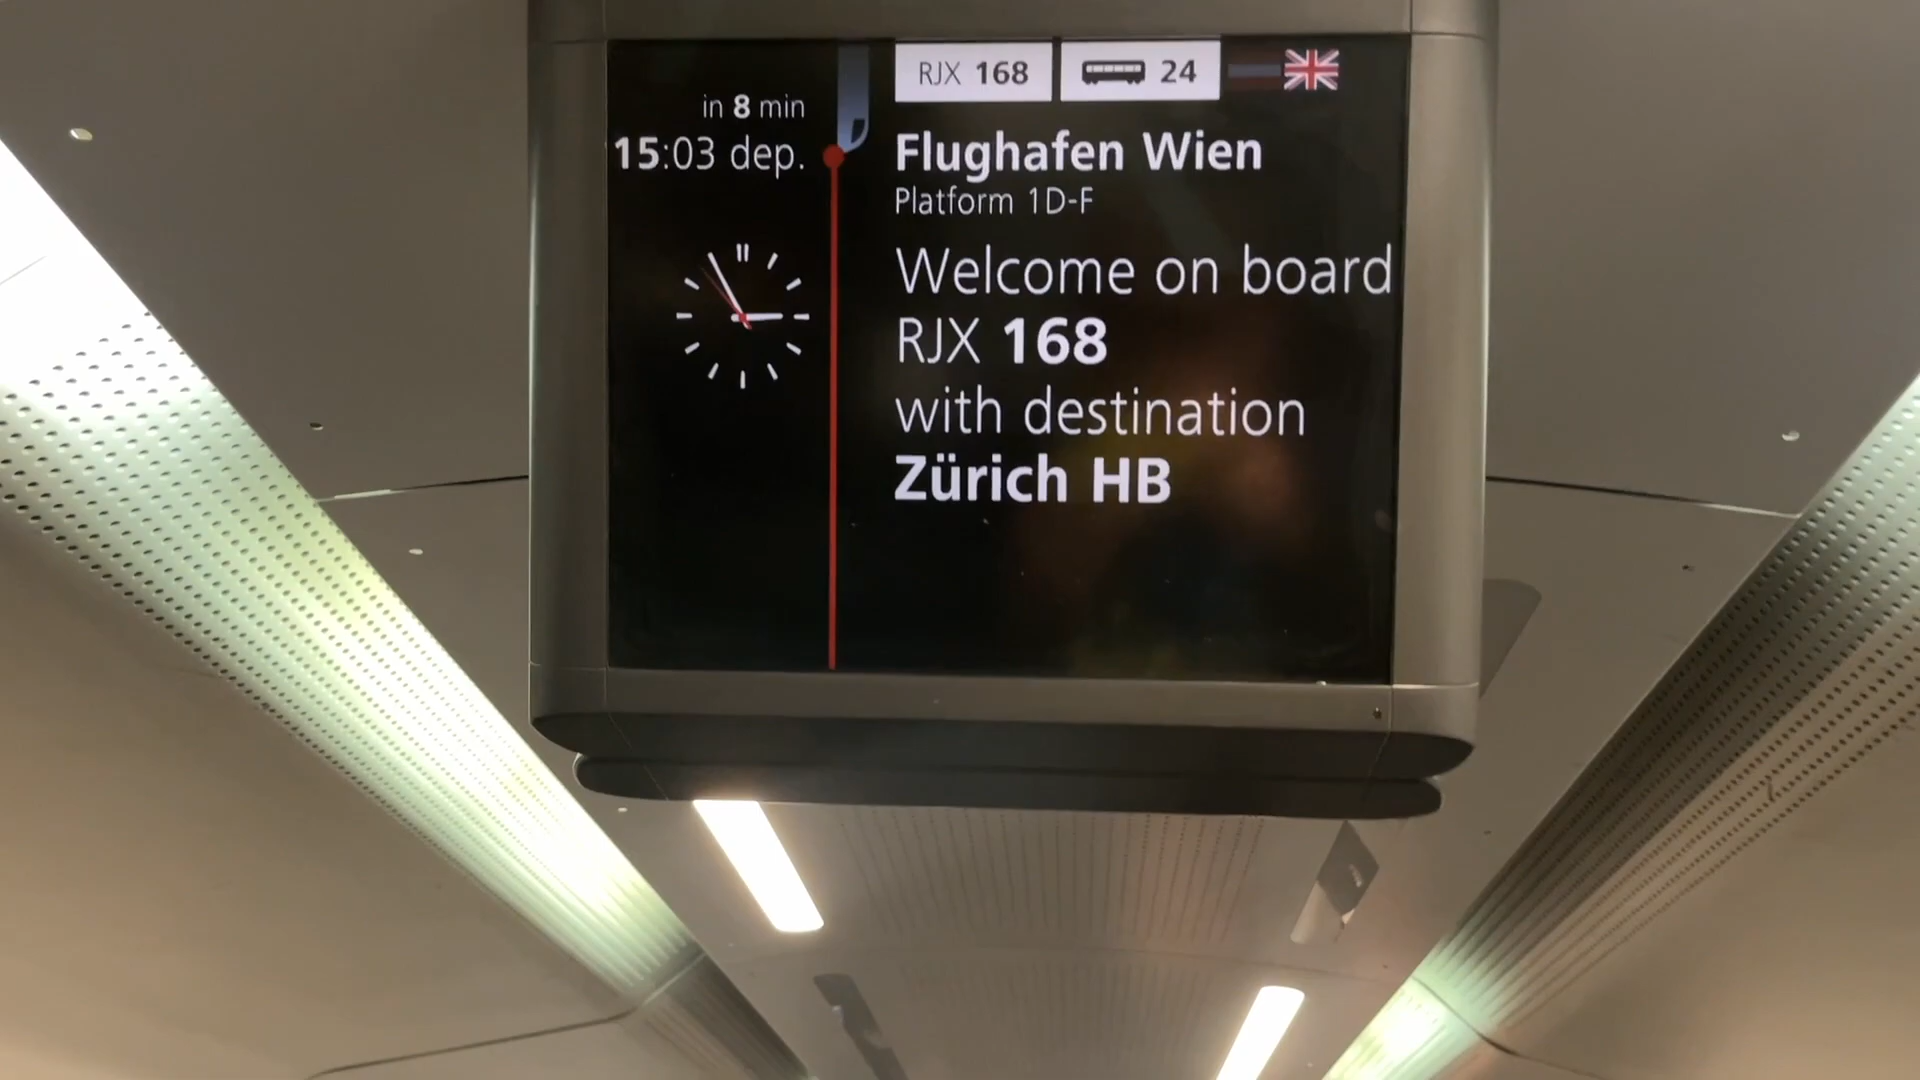 RJX 168 24
in 8 min
15:03 dep. Flughafen Wien
Platform 1D-F
Welcome on board
RJX 168
with destination
Zürich HB